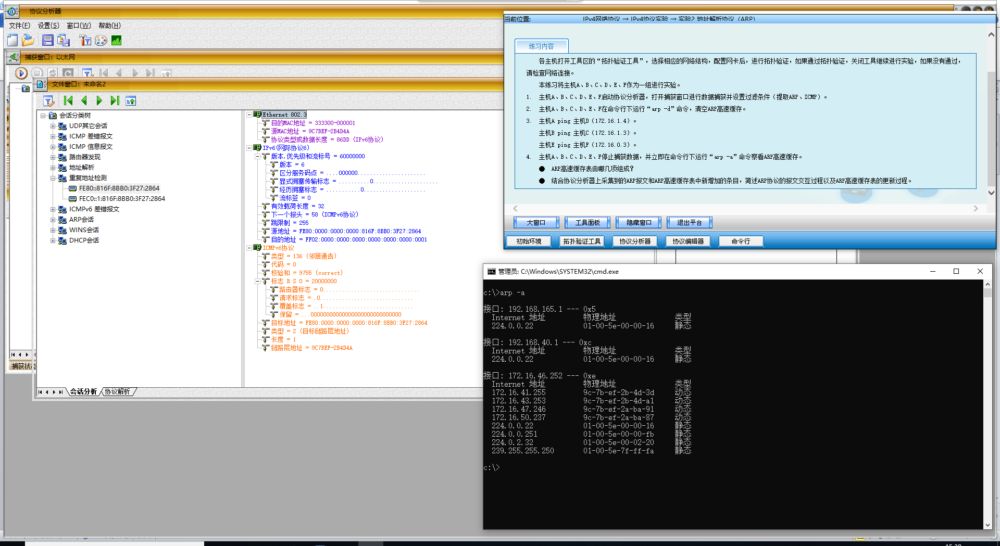 协议分析器
文件(F) 设置(S) 窗口(W) 帮助(H)
捕获窗口: 以太网
文件窗口: 未命名2
会话分类树
UDP其它会话
ICMP 差错报文
ICMP 信息报文
路由器发现
地址解析
重复地址检测
FE80::816F:8BB0:3F27:2864
FEC0::1:816F:8BB0:3F27:2864
ICMPv6 差错报文
ARP会话
WINS会话
DHCP会话
捕获状态
会话分析
协议解析
Ethernet 802.3
目的MAC地址 = 333300-000001
源MAC地址 = 9C7BEF-2B4D4A
协议类型或数据长度 = 86DD (IPv6协议)
IPv6(网际协议6)
版本,优先级和流标号 = 60000000
版本 = 6
区分服务码点 = ....000000......................
显式拥塞传输标志 = ..........0.....................
经历拥塞标志 = ...........0....................
流标签 = 0
有效载荷长度 = 32
下一个报头 = 58 (ICMPv6协议)
跳限制 = 255
源地址 = FE80:0000:0000:0000:816F:8BB0:3F27:2864
目的地址 = FF02:0000:0000:0000:0000:0000:0000:0001
ICMPv6协议
类型 = 136 (邻居通告)
代码 = 0
校验和 = 9755 (correct)
标志 R S O = 20000000
路由器标志 = 0...............................
请求标志 = .0..............................
覆盖标志 = ..1.............................
保留 = ...00000000000000000000000000000
目标地址 = FE80:0000:0000:0000:816F:8BB0:3F27:2864
类型 = 2 (目标链路层地址)
长度 = 1
链路层地址 = 9C7BEF-2B4D4A
当前位置: IPv4网络协议 → IPv4协议实验 → 实验2 地址解析协议 (ARP)
练习内容
各主机打开工具区的“拓扑验证工具”，选择相应的网络结构，配置网卡后，进行拓扑验证，如果通过拓扑验证，关闭工具继续进行实验，如果没有通过，
请检查网络连接。
本练习将主机A、B、C、D、E、F作为一组进行实验。
1. 主机A、B、C、D、E、F启动协议分析器，打开捕获窗口进行数据捕获并设置过滤条件（提取ARP、ICMP）。
2. 主机A、B、C、D、E、F在命令行下运行“arp -d”命令，清空ARP高速缓存。
3. 主机A ping 主机D（172.16.1.4）。
主机B ping 主机C（172.16.1.3）。
主机E ping 主机F（172.16.0.3）。
4. 主机A、B、C、D、E、F停止捕获数据，并立即在命令行下运行“arp -a”命令察看ARP高速缓存。
● ARP高速缓存表由哪几项组成？
● 结合协议分析器上采集到的ARP报文和ARP高速缓存表中新增加的条目，简述ARP协议的报文交互过程以及ARP高速缓存表的更新过程。
大窗口 工具面板 隐藏窗口 退出平台
初始环境 拓扑验证工具 协议分析器 协议编辑器 命令行
管理员: C:\Windows\SYSTEM32\cmd.exe
c:\>arp -a
接口: 192.168.165.1 --- 0x5
Internet 地址 物理地址 类型
224.0.0.22 01-00-5e-00-00-16 静态
接口: 192.168.40.1 --- 0xc
Internet 地址 物理地址 类型
224.0.0.22 01-00-5e-00-00-16 静态
接口: 172.16.46.252 --- 0xe
Internet 地址 物理地址 类型
172.16.41.255 9c-7b-ef-2b-4d-3d 动态
172.16.43.253 9c-7b-ef-2b-4d-a1 动态
172.16.47.246 9c-7b-ef-2a-ba-91 动态
172.16.50.237 9c-7b-ef-2a-ba-87 动态
224.0.0.22 01-00-5e-00-00-16 静态
224.0.0.251 01-00-5e-00-00-fb 静态
224.0.2.32 01-00-5e-00-02-20 静态
239.255.255.250 01-00-5e-7f-ff-fa 静态
c:\>